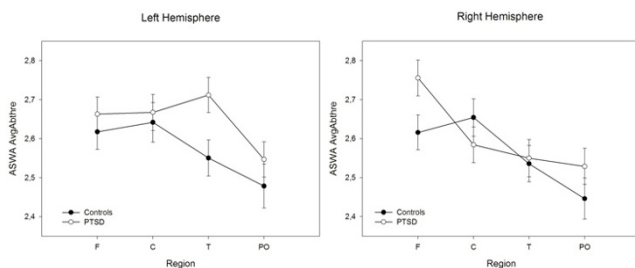 Left Hemisphere
ASWA AvgAbthre
2,8
2,7
2,6
2,5
2,4
Controls
PTSD
F C T PO
Region
Right Hemisphere
ASWA AvgAbthre
2,8
2,7
2,6
2,5
2,4
Controls
PTSD
F C T PO
Region